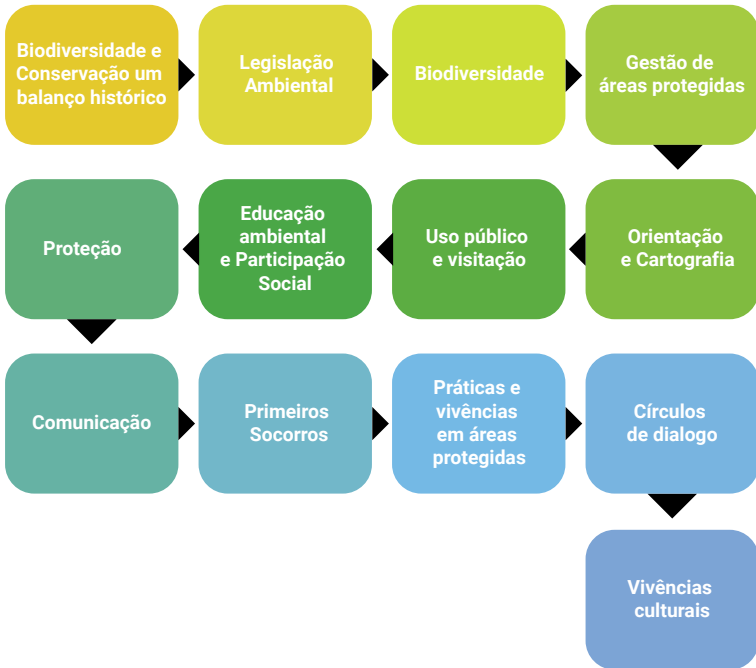 Biodiversidade e
Conservação um
balanço histórico
Legislação
Ambiental
Biodiversidade
Gestão de
áreas protegidas
Orientação
e Cartografia
Uso público
e visitação
Educação
ambiental
e Participação
Social
Proteção
Comunicação
Primeiros
Socorros
Práticas e
vivências
em áreas
protegidas
Círculos
de dialogo
Vivências
culturais